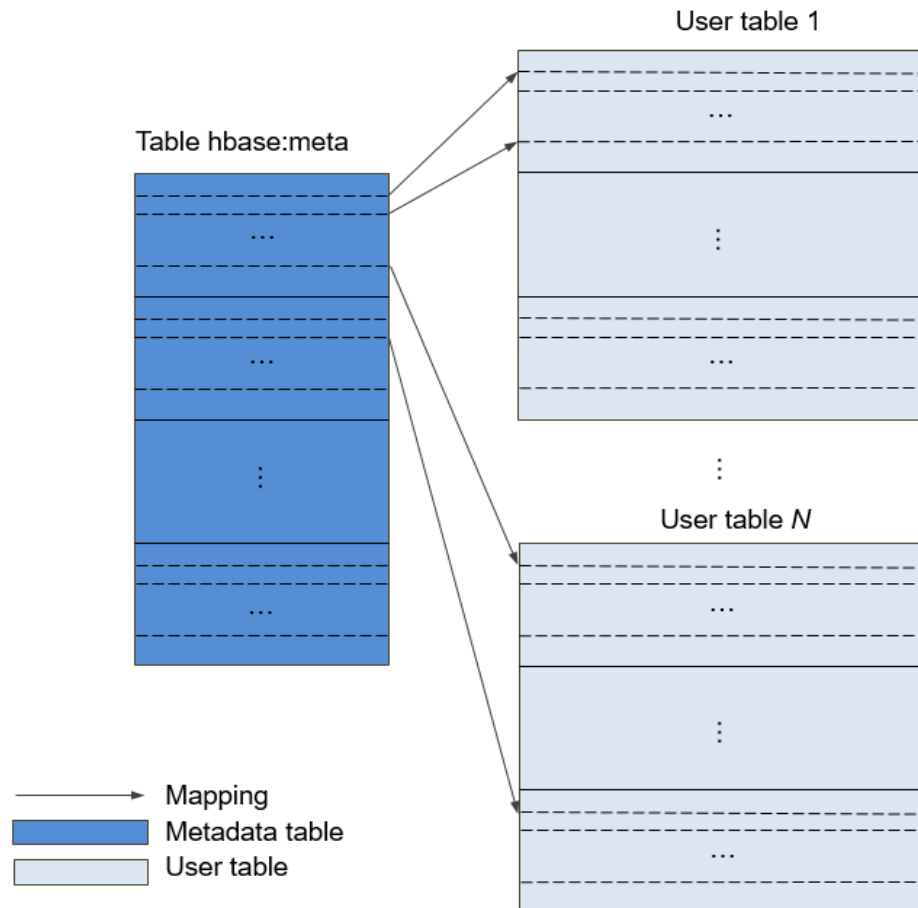 User table 1
Table hbase:meta
...
...
⋮
...
...
⋮
...
⋮
User table N
...
...
⋮
...
Mapping
Metadata table
User table